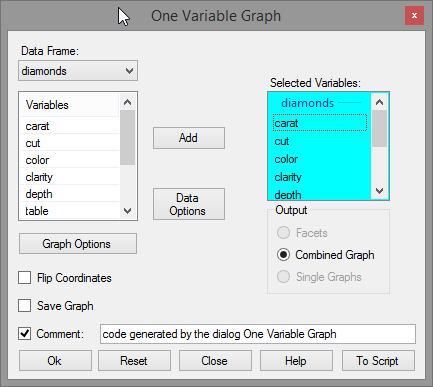 One Variable Graph
x
Data Frame:
diamonds
Variables
carat
cut
color
clarity
depth
table
Add
Data
Options
Selected Variables:
diamonds
carat
cut
color
clarity
depth
Output
Facets
Combined Graph
Single Graphs
Graph Options
Flip Coordinates
Save Graph
Comment: code generated by the dialog One Variable Graph
Ok Reset Close Help To Script